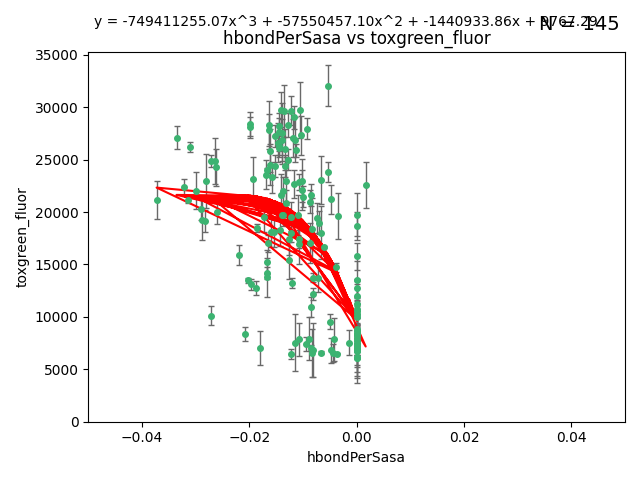 y = -749411255.07x^3 + -57550457.10x^2 + -1440933.86x + 9767.29
N = 145
hbondPerSasa vs toxgreen_fluor
35000
30000
25000
20000
15000
10000
5000
0
toxgreen_fluor
−0.04
−0.02
0.00
0.02
0.04
hbondPerSasa